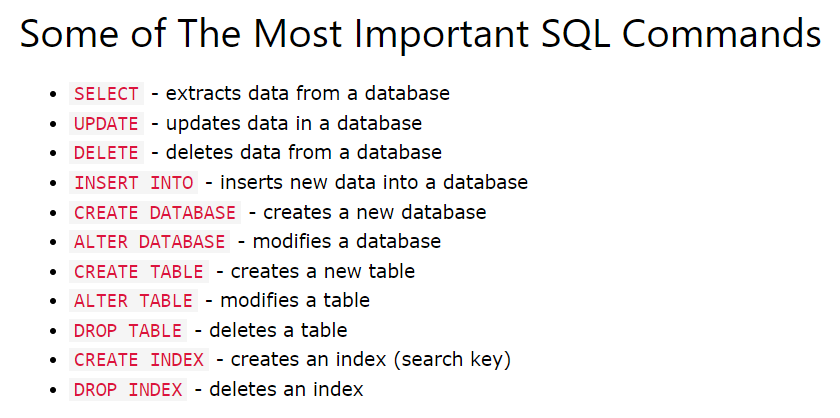 Some of The Most Important SQL Commands
• SELECT - extracts data from a database
• UPDATE - updates data in a database
• DELETE - deletes data from a database
• INSERT INTO - inserts new data into a database
• CREATE DATABASE - creates a new database
• ALTER DATABASE - modifies a database
• CREATE TABLE - creates a new table
• ALTER TABLE - modifies a table
• DROP TABLE - deletes a table
• CREATE INDEX - creates an index (search key)
• DROP INDEX - deletes an index